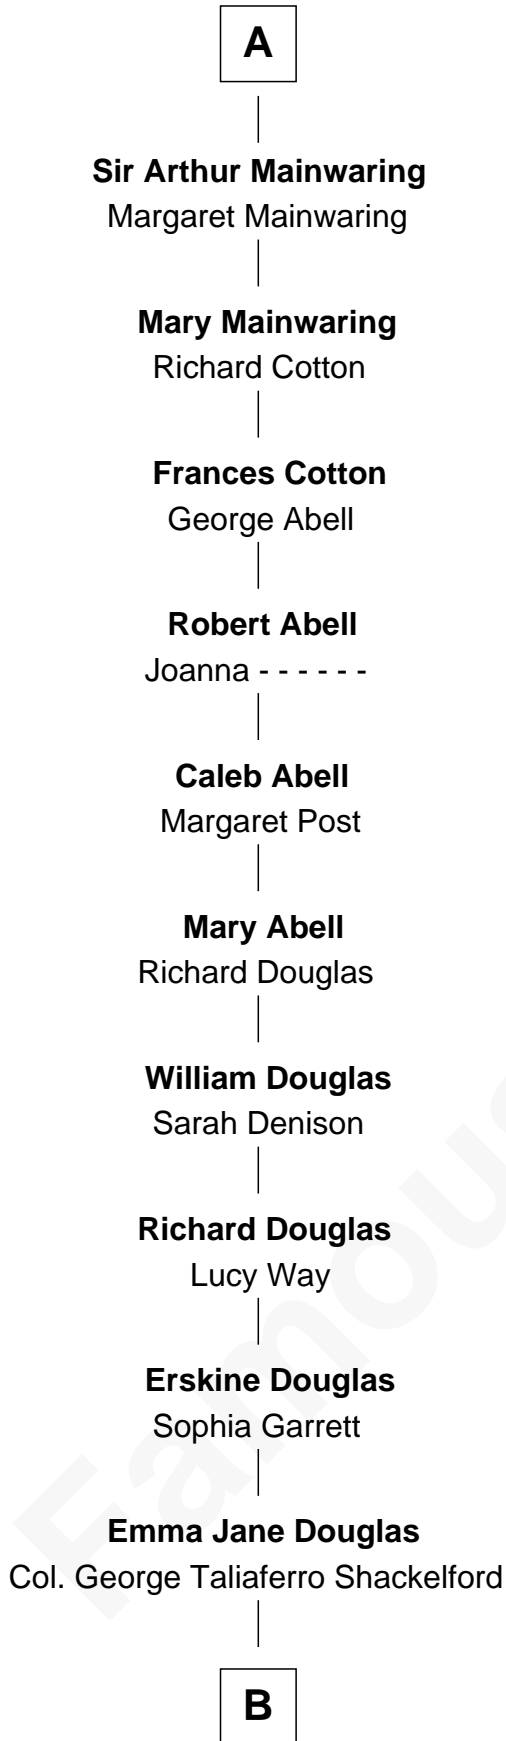 A
Sir Arthur Mainwaring
Margaret Mainwaring
Mary Mainwaring
Richard Cotton
Frances Cotton
George Abell
Robert Abell
Joanna - - - - - -
Caleb Abell
Margaret Post
Mary Abell
Richard Douglas
William Douglas
Sarah Denison
Richard Douglas
Lucy Way
Erskine Douglas
Sophia Garrett
Emma Jane Douglas
Col. George Taliaferro Shackelford
B
Famous